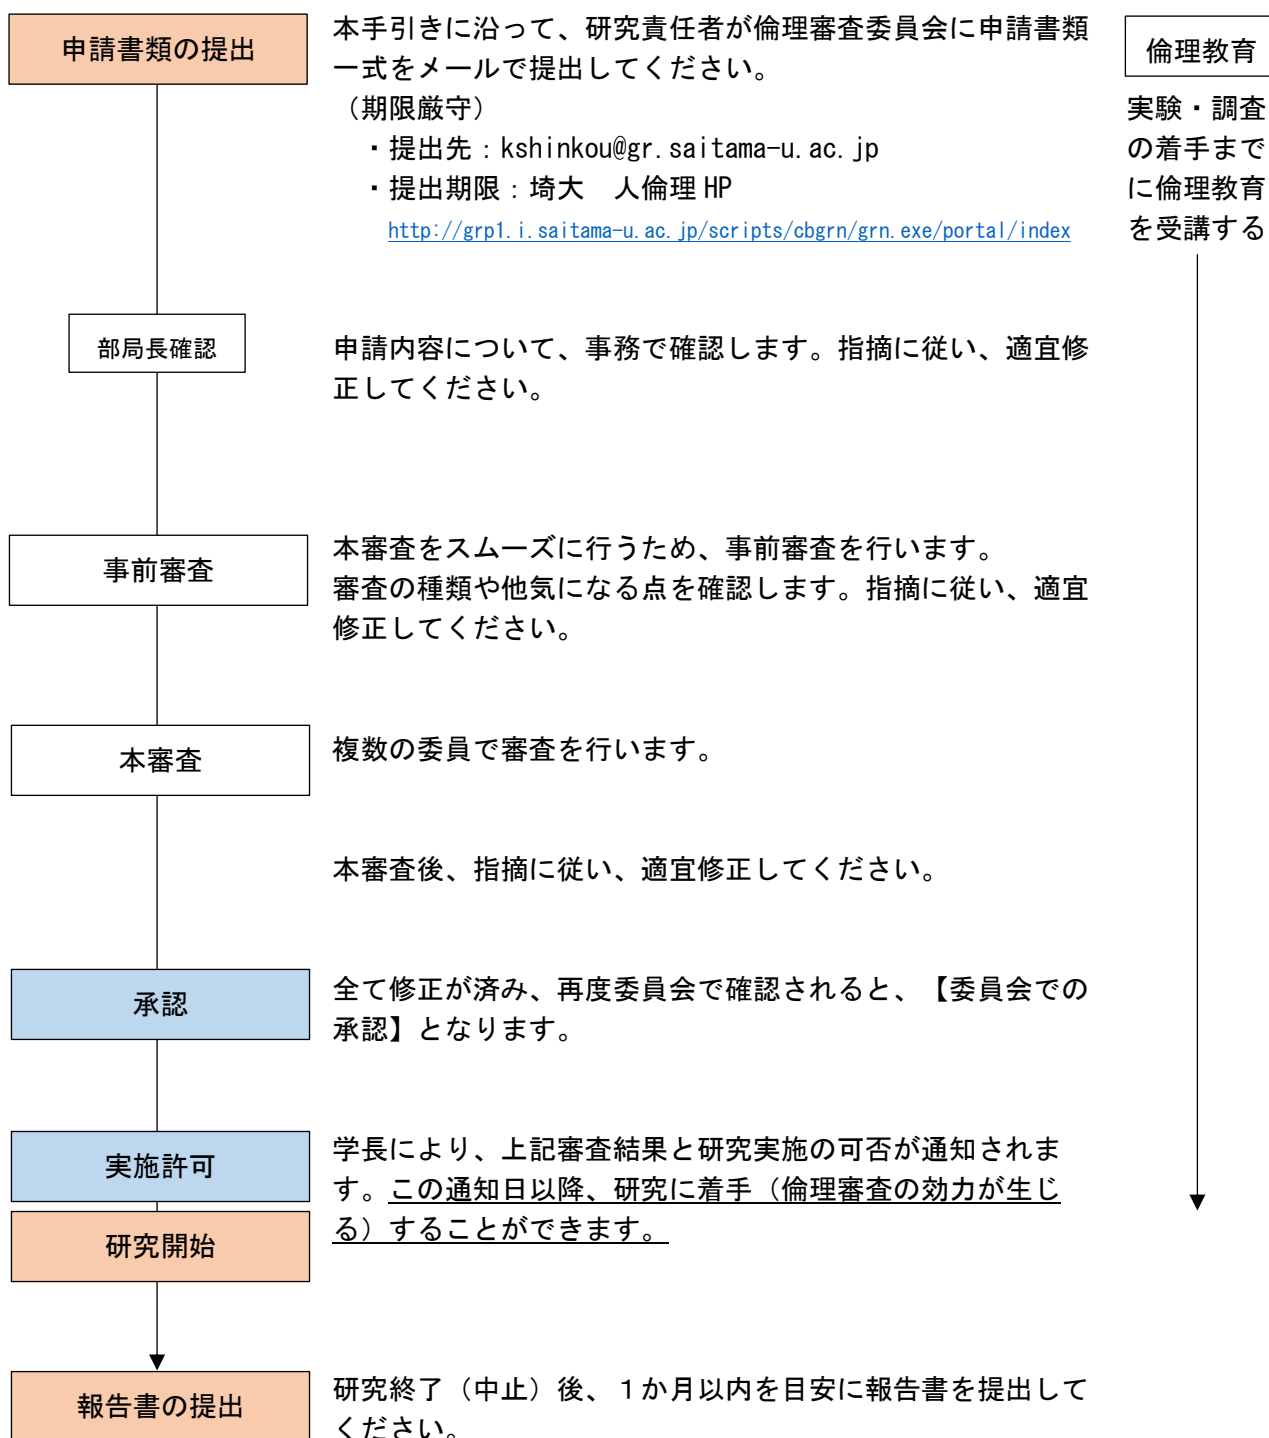 申請書類の提出
本手引きに沿って、研究責任者が倫理審査委員会に申請書類
一式をメールで提出してください。
（期限厳守）
・提出先：kshinkou@gr.saitama-u.ac.jp
・提出期限：埼大　人倫理 HP
http://grp1.i.saitama-u.ac.jp/scripts/cbgrn/grn.exe/portal/index
倫理教育
実験・調査
の着手まで
に倫理教育
を受講する
部局長確認
申請内容について、事務で確認します。指摘に従い、適宜修
正してください。
事前審査
本審査をスムーズに行うため、事前審査を行います。
審査の種類や他気になる点を確認します。指摘に従い、適宜
修正してください。
本審査
複数の委員で審査を行います。
本審査後、指摘に従い、適宜修正してください。
承認
全て修正が済み、再度委員会で確認されると、【委員会での
承認】となります。
実施許可
学長により、上記審査結果と研究実施の可否が通知されま
す。この通知日以降、研究に着手（倫理審査の効力が生じ
る）することができます。
研究開始
報告書の提出
研究終了（中止）後、１か月以内を目安に報告書を提出して
ください。